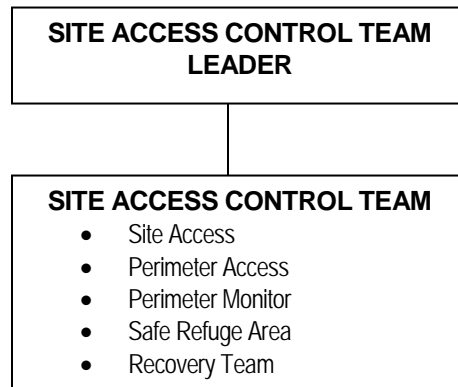 SITE ACCESS CONTROL TEAM
LEADER
SITE ACCESS CONTROL TEAM
• Site Access
• Perimeter Access
• Perimeter Monitor
• Safe Refuge Area
• Recovery Team